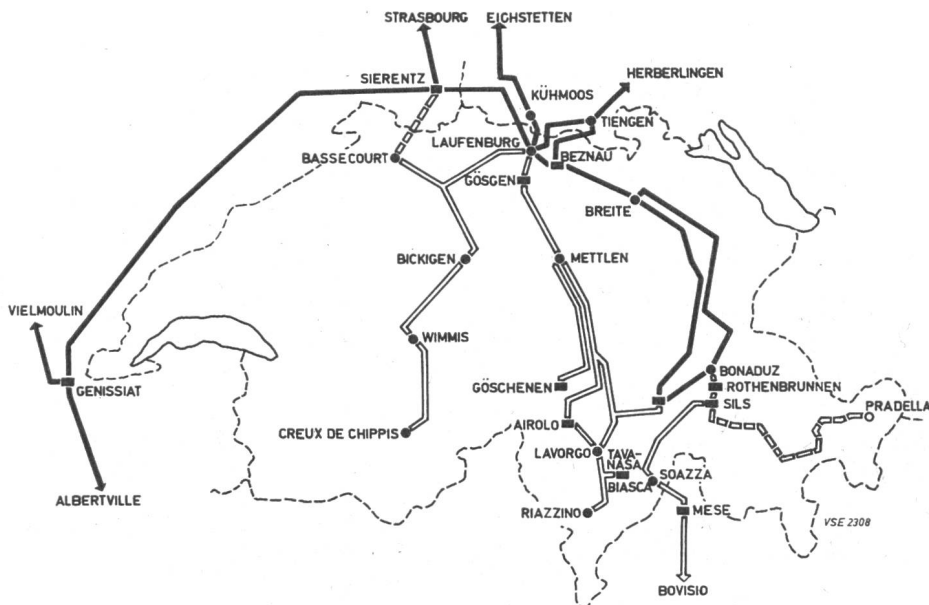 STRASBOURG
EICHSTETTEN
SIERENTZ
HERBERLINGEN
KÜHMOOS
TIENGEN
LAUFENBURG
BASSECOURT
BEZNAU
GÖSGEN
BREITE
BICKIGEN
METTLEN
VIELMOULIN
WIMMIS
GENISSIAT
GÖSCHENEN
BONADUZ
ROTHENBRUNNEN
SILS
PRADELLA
AIROLO
CREUX DE CHIPPIS
LAVORGO
TAVA-
NASA
BIASCA
SOAZZA
ALBERTVILLE
RIAZZINO
MESE
VSE 2308
BOVISIO